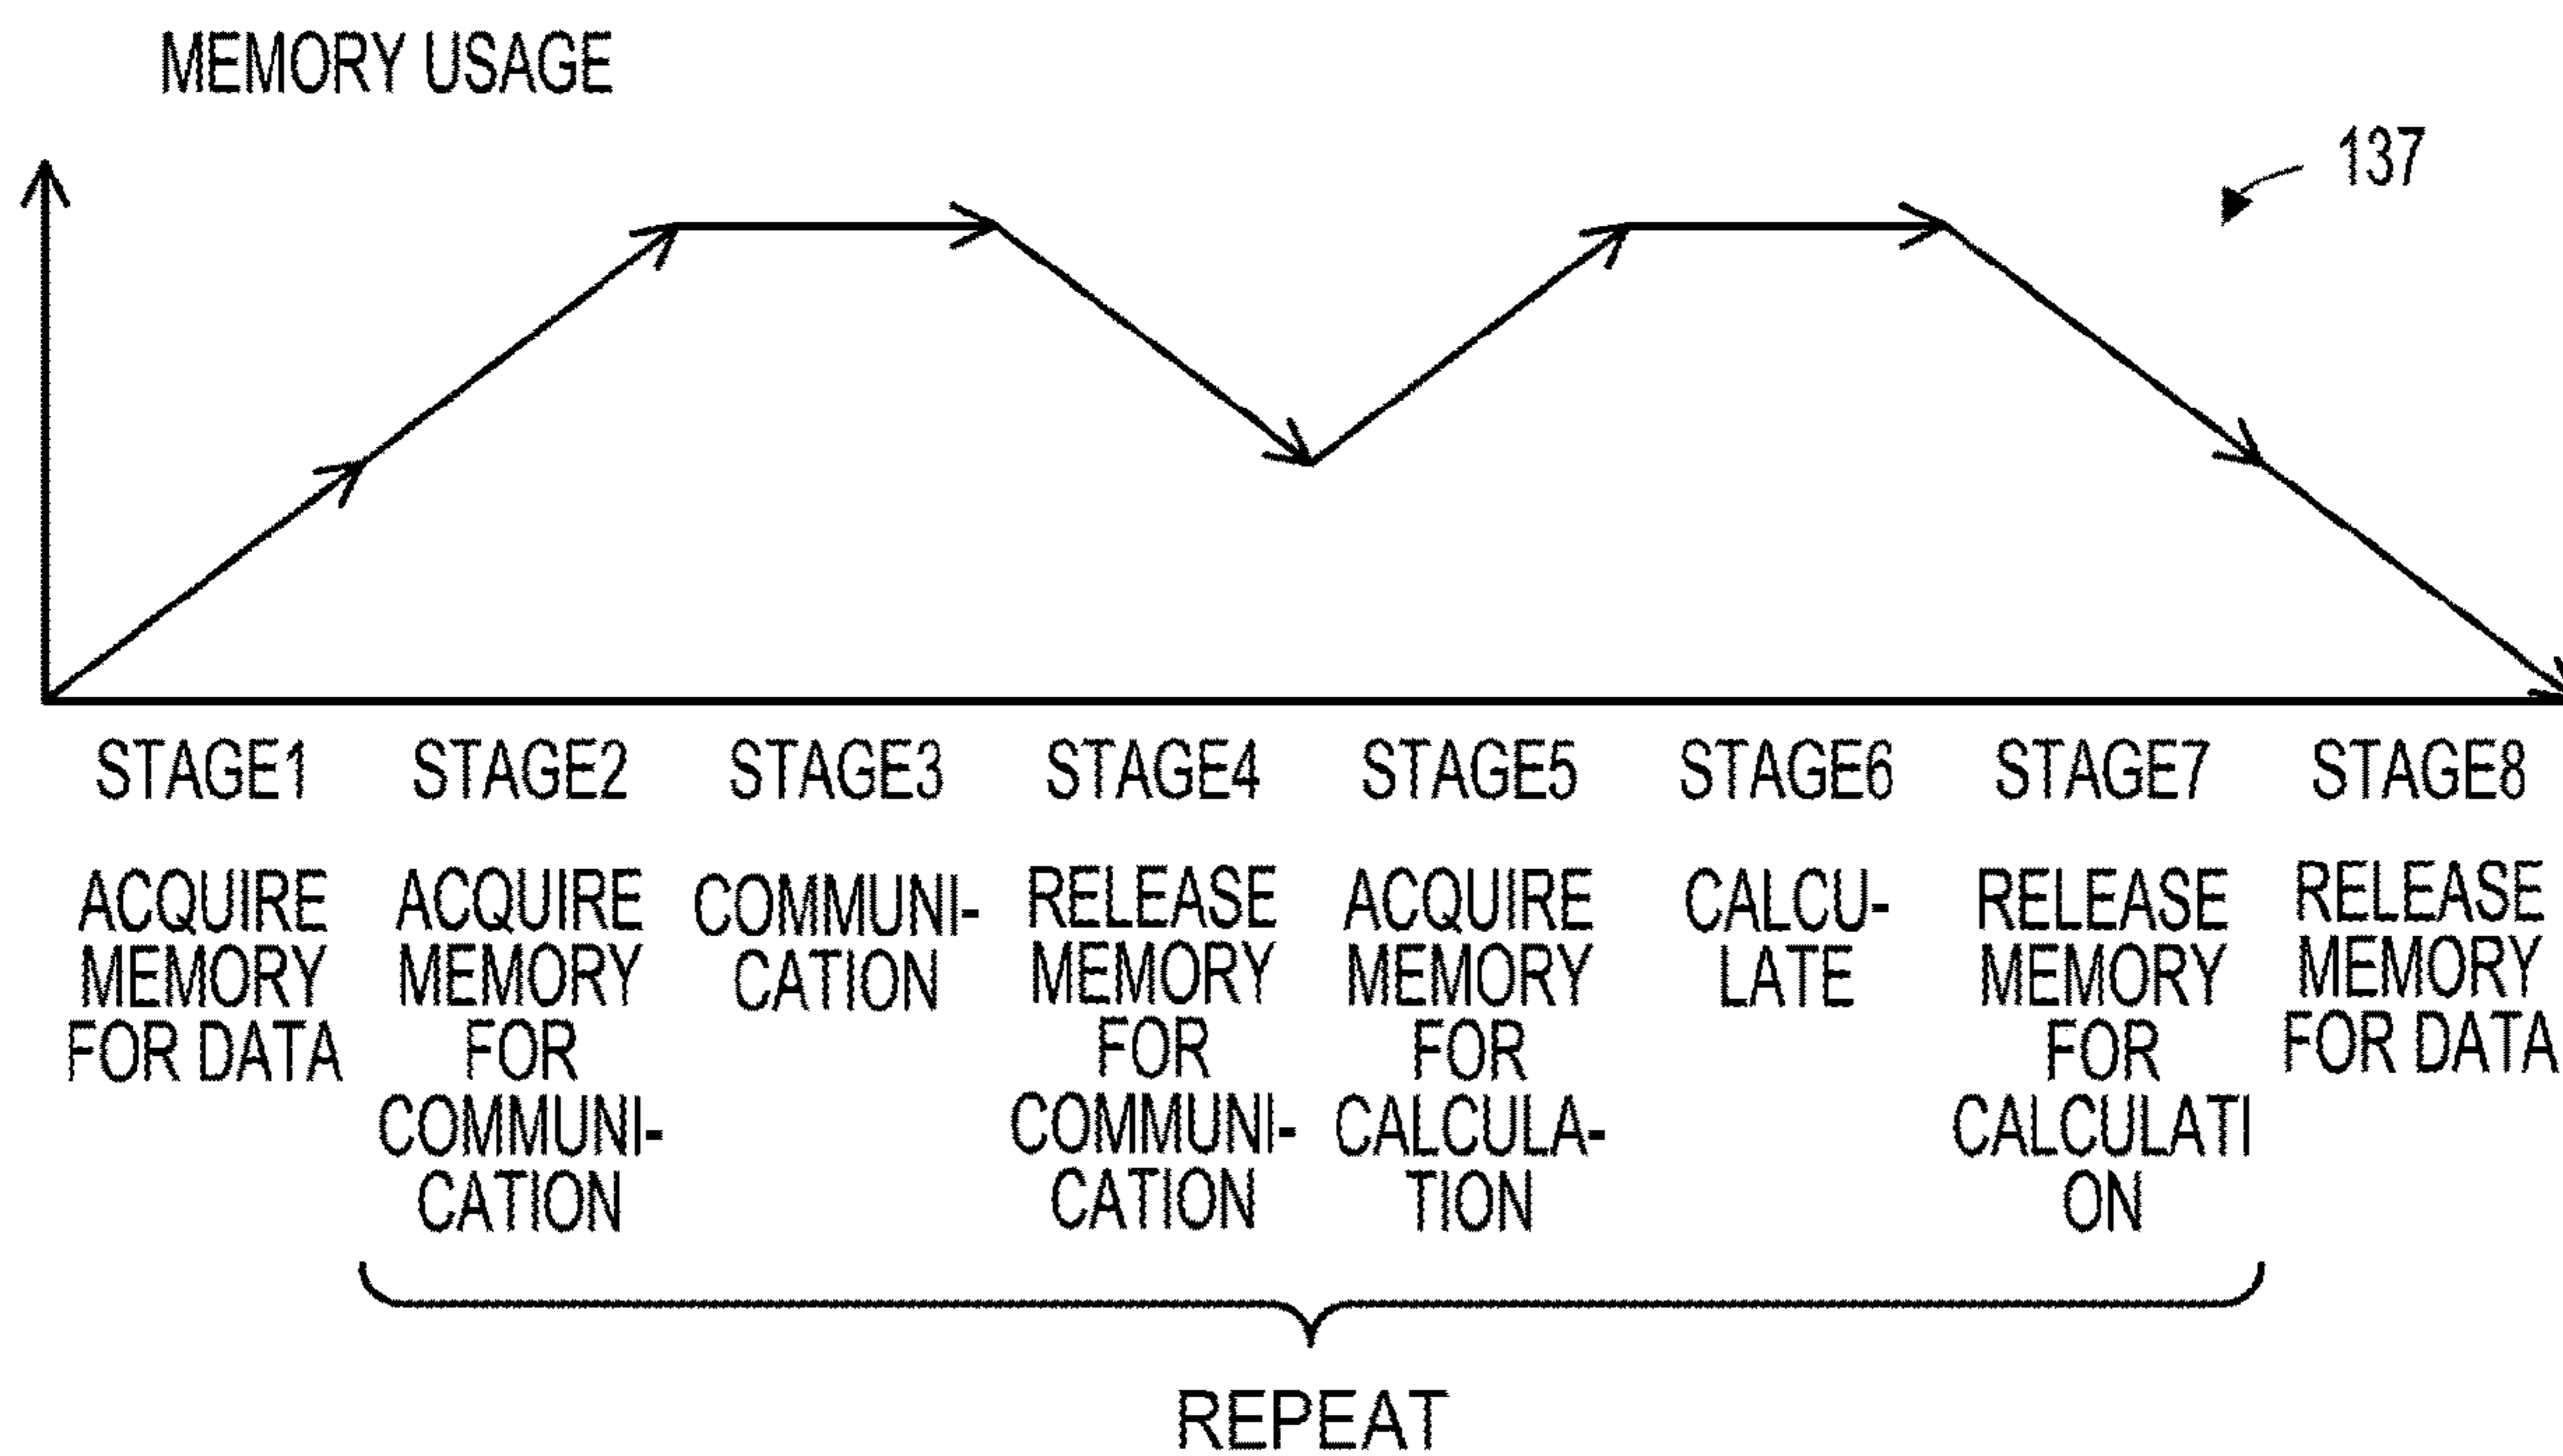 MEMORY USAGE
137
STAGE1
STAGE2
STAGE3
STAGE4
STAGE5
STAGE6
STAGE7
STAGE8
ACQUIRE
MEMORY
FOR DATA
ACQUIRE
MEMORY
FOR
COMMUNI-
CATION
COMMUNI-
CATION
RELEASE
MEMORY
FOR
COMMUNI-
CATION
ACQUIRE
MEMORY
FOR
CALCULA-
TION
CALCU-
LATE
RELEASE
MEMORY
FOR
CALCULATI
ON
RELEASE
MEMORY
FOR DATA
REPEAT